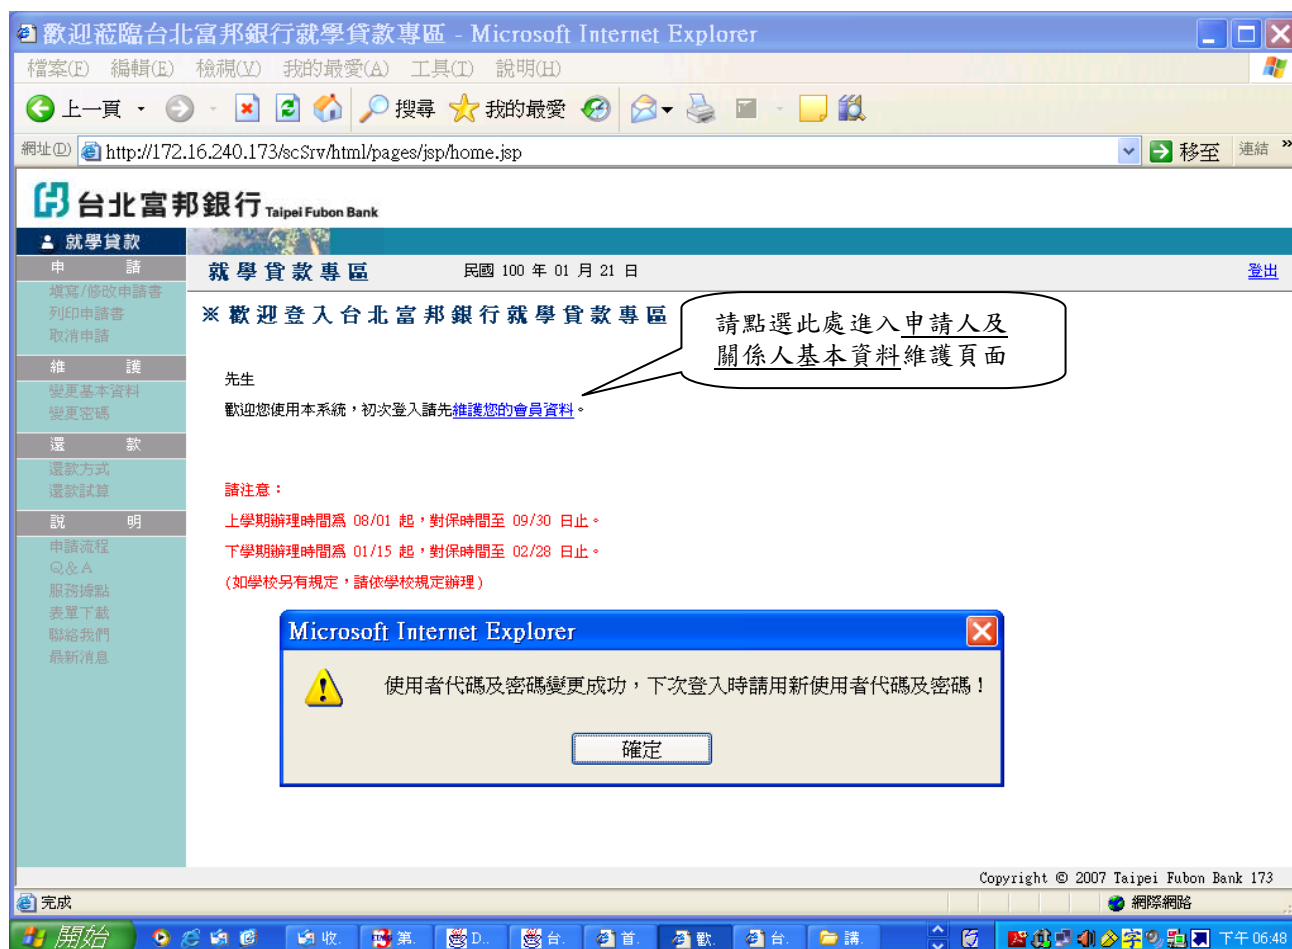 歡迎蒞臨台北富邦銀行就學貸款專區 - Microsoft Internet Explorer
檔案(F) 編輯(E) 檢視(V) 我的最愛(A) 工具(T) 說明(H)
上一頁 搜尋 我的最愛
網址(D) http://172.16.240.173/scSrv/html/pages/jsp/home.jsp 移至 連結 »
台北富邦銀行 Taipei Fubon Bank
就學貸款
申 請
填寫/修改申請書
列印申請書
取消申請
維 護
變更基本資料
變更密碼
還 款
還款方式
還款試算
說 明
申請流程
Q & A
服務據點
表單下載
聯絡我們
最新消息
就學貸款專區 民國 100 年 01 月 21 日 登出
※歡迎登入台北富邦銀行就學貸款專區
請點選此處進入申請人及
關係人基本資料維護頁面
先生
歡迎您使用本系統，初次登入請先維護您的會員資料。
請注意：
上學期辦理時間為 08/01 起，對保時間至 09/30 日止。
下學期辦理時間為 01/15 起，對保時間至 02/28 日止。
(如學校另有規定，請依學校規定辦理)
Microsoft Internet Explorer
使用者代碼及密碼變更成功，下次登入時請用新使用者代碼及密碼！
確定
Copyright © 2007 Taipei Fubon Bank 173
完成 網際網路
開始 收. 第. D.. 台. 首. 歡. 台. 講. 字 下午 06:48